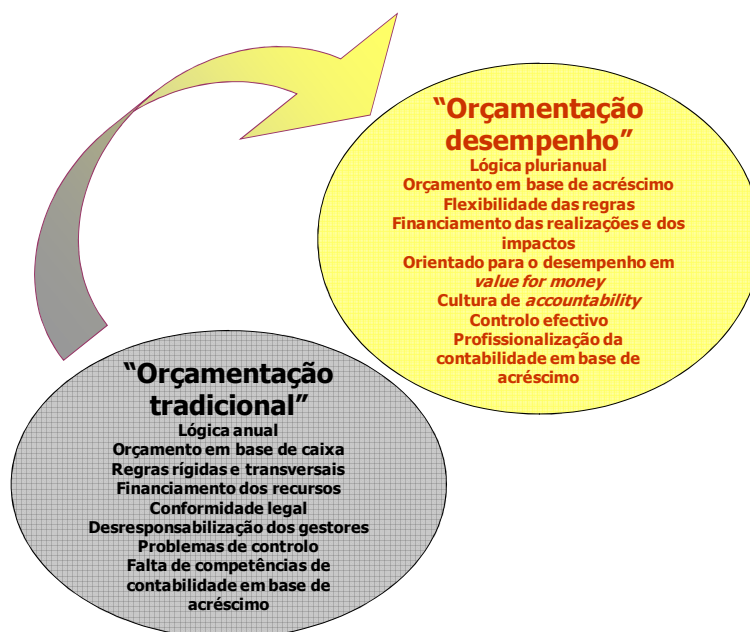 “Orçamentação
desempenho”
Lógica plurianual
Orçamento em base de acréscimo
Flexibilidade das regras
Financiamento das realizações e dos
impactos
Orientado para o desempenho em
value for money
Cultura de accountability
Controlo efectivo
Profissionalização da
contabilidade em base de
acréscimo
“Orçamentação
tradicional”
Lógica anual
Orçamento em base de caixa
Regras rígidas e transversais
Financiamento dos recursos
Conformidade legal
Desresponsabilização dos gestores
Problemas de controlo
Falta de competências de
contabilidade em base de
acréscimo